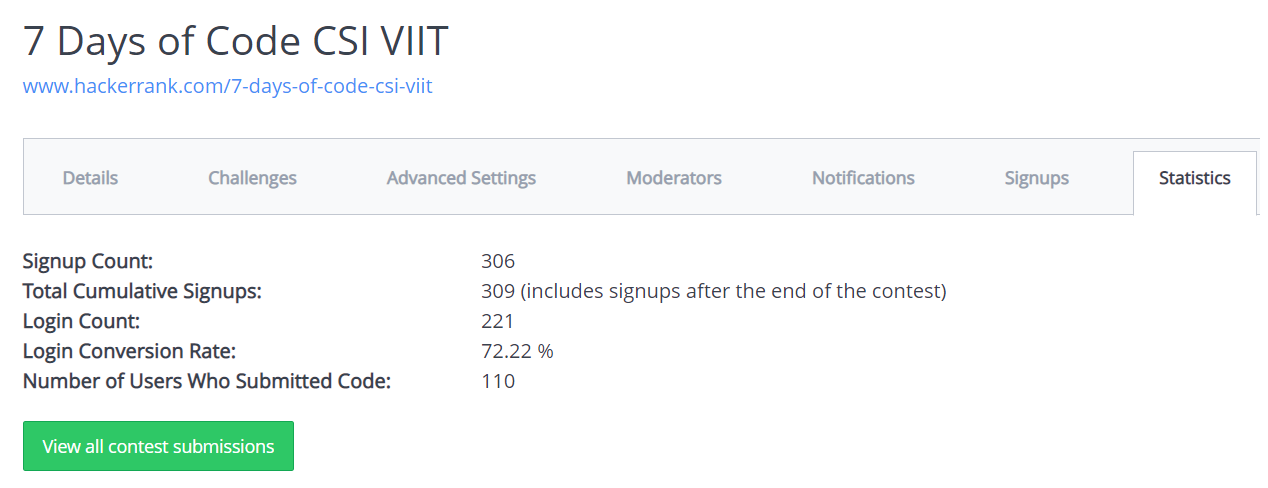 7 Days of Code CSI VIIT
www.hackerrank.com/7-days-of-code-csi-viit
Details Challenges Advanced Settings Moderators Notifications Signups Statistics
Signup Count: 306
Total Cumulative Signups: 309 (includes signups after the end of the contest)
Login Count: 221
Login Conversion Rate: 72.22 %
Number of Users Who Submitted Code: 110
View all contest submissions